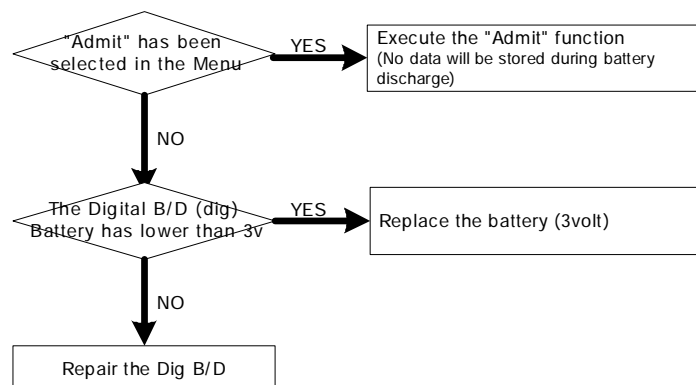 "Admit" has been
selected in the Menu
YES
Execute the "Admit" function
(No data will be stored during battery
discharge)
NO
The Digital B/D (dig)
Battery has lower than 3v
YES
Replace the battery (3volt)
NO
Repair the Dig B/D